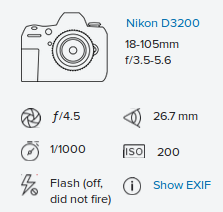 Nikon D3200
18-105mm
f/3.5-5.6
ƒ/4.5
26.7 mm
1/1000
ISO
200
Flash (off,
did not fire)
Show EXIF